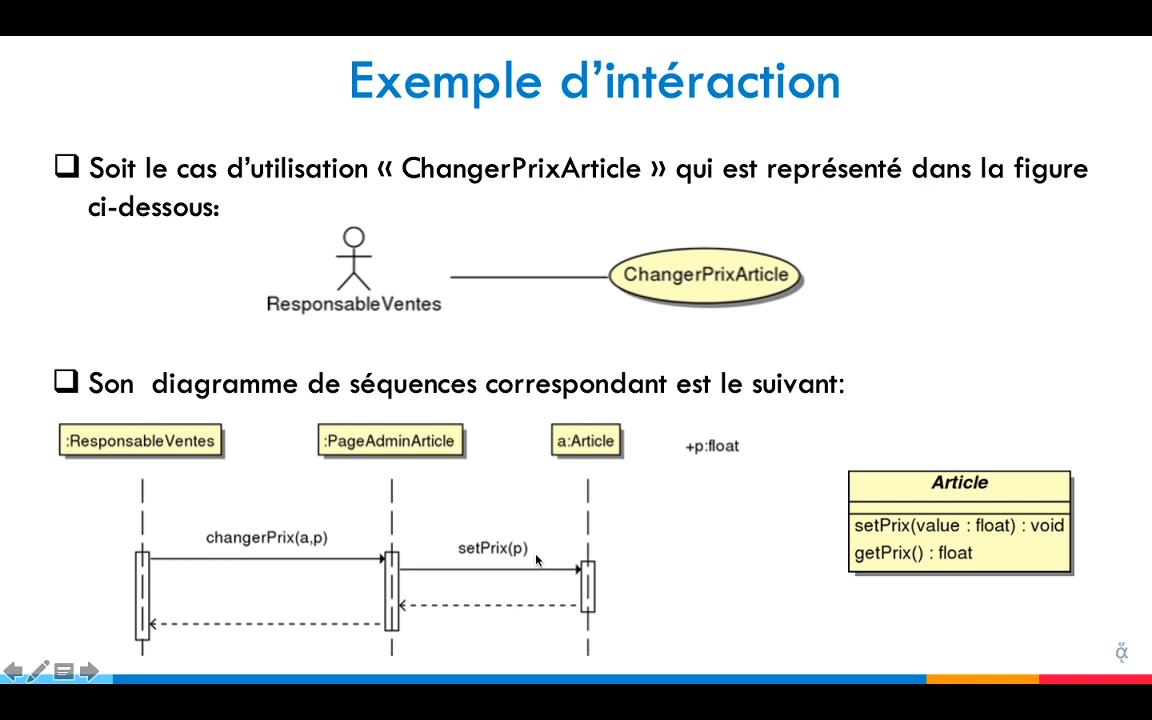 Exemple d’intéraction
Soit le cas d’utilisation « ChangerPrixArticle » qui est représenté dans la figure
ci-dessous:
ChangerPrixArticle
ResponsableVentes
Son diagramme de séquences correspondant est le suivant:
:ResponsableVentes
:PageAdminArticle
a:Article
+p:float
Article
setPrix(value : float) : void
getPrix() : float
changerPrix(a,p)
setPrix(p)